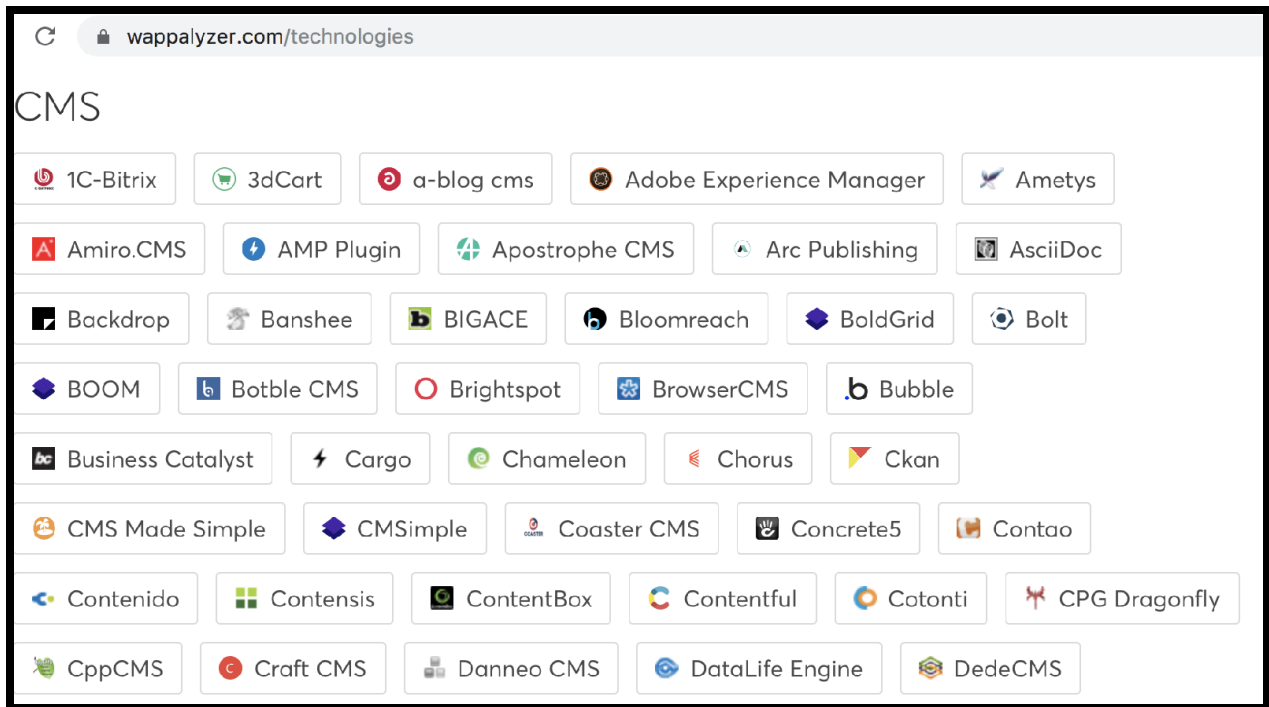 wappalyzer.com/technologies
CMS
1C-Bitrix 3dCart a-blog cms Adobe Experience Manager Ametys
Amiro.CMS AMP Plugin Apostrophe CMS Arc Publishing AsciiDoc
Backdrop Banshee BIGACE Bloomreach BoldGrid Bolt
BOOM Botble CMS Brightspot BrowserCMS Bubble
Business Catalyst Cargo Chameleon Chorus Ckan
CMS Made Simple CMSimple Coaster CMS Concrete5 Contao
Contenido Contensis ContentBox Contentful Cotonti CPG Dragonfly
CppCMS Craft CMS Danneo CMS DataLife Engine DedeCMS